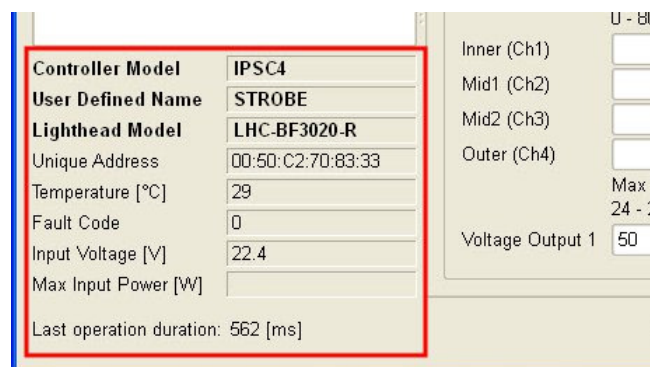 Controller Model IPSC4
User Defined Name STROBE
Lighthead Model LHC-BF3020-R
Unique Address 00:50:C2:70:83:33
Temperature [°C] 29
Fault Code 0
Input Voltage [V] 22.4
Max Input Power [W]
Last operation duration: 562 [ms]
Inner (Ch1)
Mid1 (Ch2)
Mid2 (Ch3)
Outer (Ch4)
Max
24 -
Voltage Output 1 50